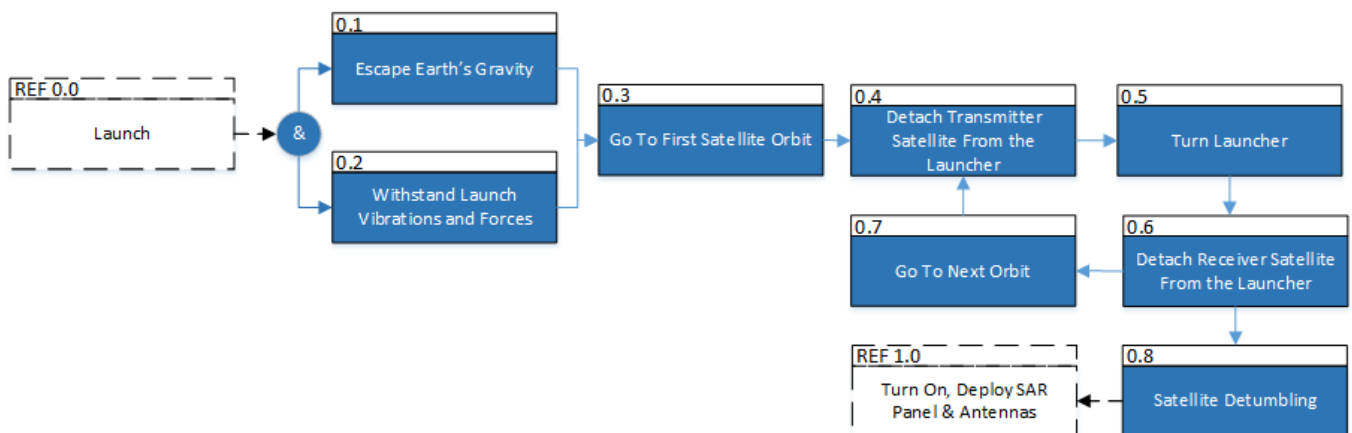 REF 0.0
Launch
&
0.1
Escape Earth's Gravity
0.2
Withstand Launch
Vibrations and Forces
0.3
Go To First Satellite Orbit
0.4
Detach Transmitter
Satellite From the
Launcher
0.5
Turn Launcher
0.6
Detach Receiver Satellite
From the Launcher
0.7
Go To Next Orbit
0.8
Satellite Detumbling
REF 1.0
Turn On, Deploy SAR
Panel & Antennas